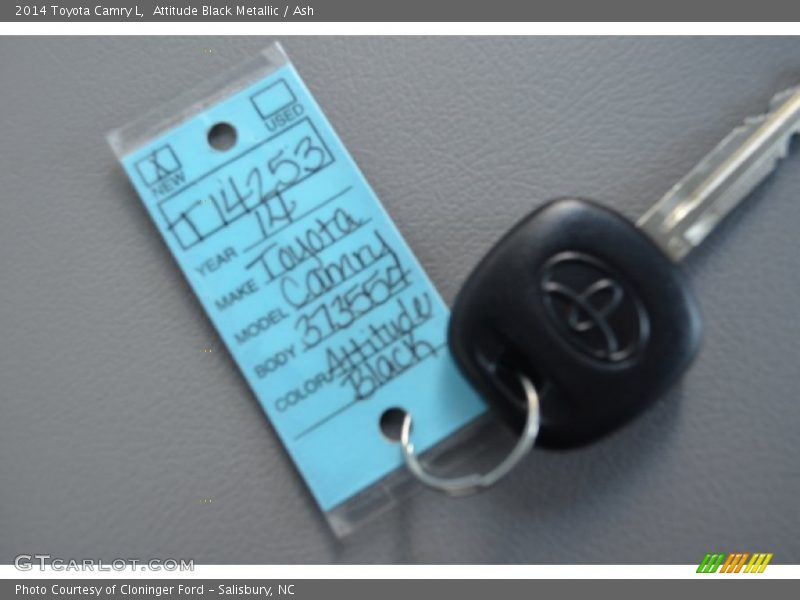 2014 Toyota Camry L, Attitude Black Metallic / Ash
USED
X NEW
T14253
YEAR 14
MAKE Toyota
MODEL Camry
BODY 373554
COLOR Attitude
Black
GTCARLOT.COM
Photo Courtesy of Cloninger Ford - Salisbury, NC